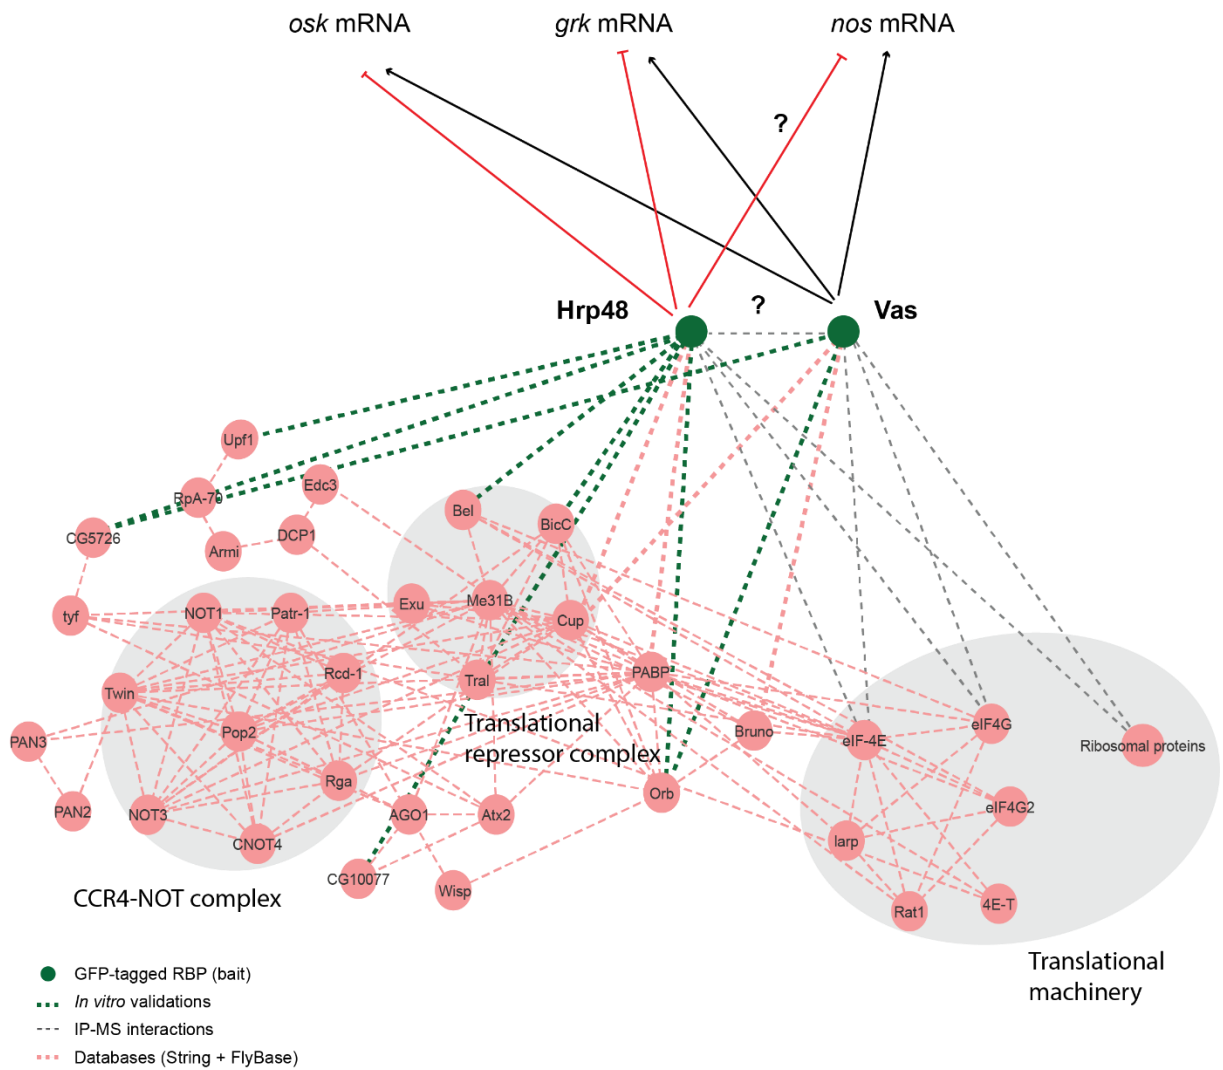 osk mRNA
grk mRNA
nos mRNA
?
Hrp48
?
Vas
Upf1
RpA-70
Edc3
Bel
BicC
CG5726
DCP1
Armi
tyf
NOT1
Patr-1
Exu
Me31B
Cup
Twin
Rcd-1
Tral
PABP
PAN3
Pop2
Translational
repressor complex
Bruno
eIF-4E
eIF4G
Ribosomal proteins
Rga
Orb
PAN2
NOT3
AGO1
Atx2
eIF4G2
CNOT4
larp
CG10077
Wisp
Rat1
4E-T
CCR4-NOT complex
Translational
machinery
GFP-tagged RBP (bait)
In vitro validations
IP-MS interactions
Databases (String + FlyBase)